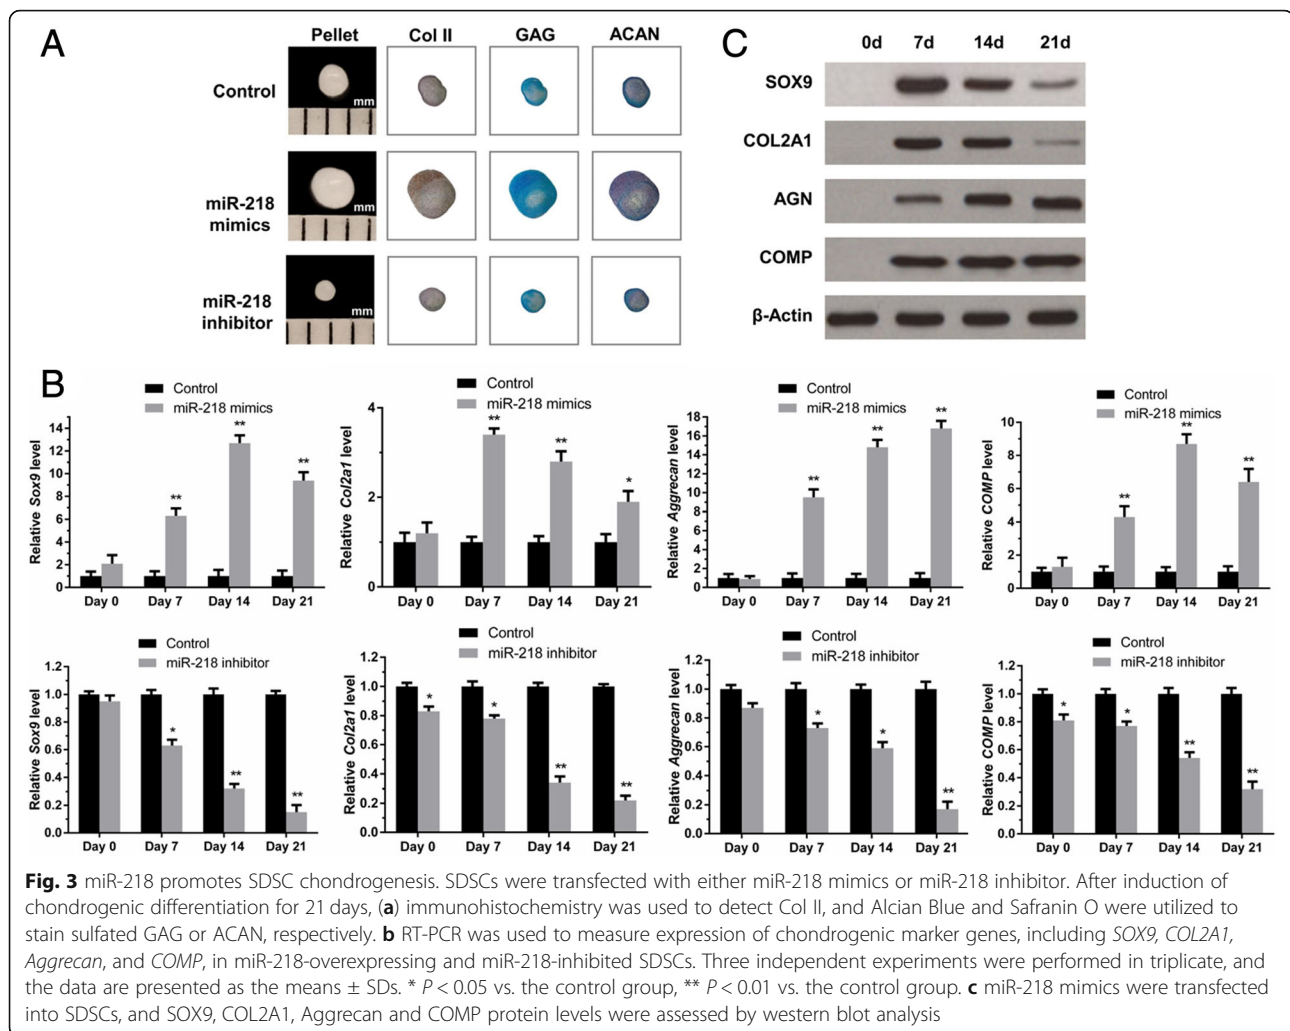 A
Pellet Col II GAG ACAN
Control
mm
miR-218
mimics
mm
miR-218
inhibitor
mm
C
0d 7d 14d 21d
SOX9
COL2A1
AGN
COMP
β-Actin
B
Control
miR-218 mimics
Relative Sox9 level
14
12
10
8
6
4
2
0
** ** **
Day 0 Day 7 Day 14 Day 21
Control
miR-218 mimics
Relative Col2a1 level
4
2
0
** ** *
Day 0 Day 7 Day 14 Day 21
Control
miR-218 mimics
Relative Aggrecan level
18
16
14
12
10
8
6
4
2
1
0
** ** **
Day 0 Day 7 Day 14 Day 21
Control
miR-218 mimics
Relative COMP level
10
8
6
4
2
0
** ** **
Day 0 Day 7 Day 14 Day 21
Control
miR-218 inhibitor
Relative Sox9 level
1.2
1.0
0.8
0.6
0.4
0.2
0.0
* ** **
Day 0 Day 7 Day 14 Day 21
Control
miR-218 inhibitor
Relative Col2a1 level
1.2
1.0
0.8
0.6
0.4
0.2
0.0
* * ** **
Day 0 Day 7 Day 14 Day 21
Control
miR-218 inhibitor
Relative Aggrecan level
1.2
1.0
0.8
0.6
0.4
0.2
0.0
* * **
Day 0 Day 7 Day 14 Day 21
Control
miR-218 inhibitor
Relative COMP level
1.2
1.0
0.8
0.6
0.4
0.2
0.0
* * ** **
Day 0 Day 7 Day 14 Day 21
Fig. 3 miR-218 promotes SDSC chondrogenesis. SDSCs were transfected with either miR-218 mimics or miR-218 inhibitor. After induction of
chondrogenic differentiation for 21 days, (a) immunohistochemistry was used to detect Col II, and Alcian Blue and Safranin O were utilized to
stain sulfated GAG or ACAN, respectively. b RT-PCR was used to measure expression of chondrogenic marker genes, including SOX9, COL2A1,
Aggrecan, and COMP, in miR-218-overexpressing and miR-218-inhibited SDSCs. Three independent experiments were performed in triplicate, and
the data are presented as the means ± SDs. * P < 0.05 vs. the control group, ** P < 0.01 vs. the control group. c miR-218 mimics were transfected
into SDSCs, and SOX9, COL2A1, Aggrecan and COMP protein levels were assessed by western blot analysis